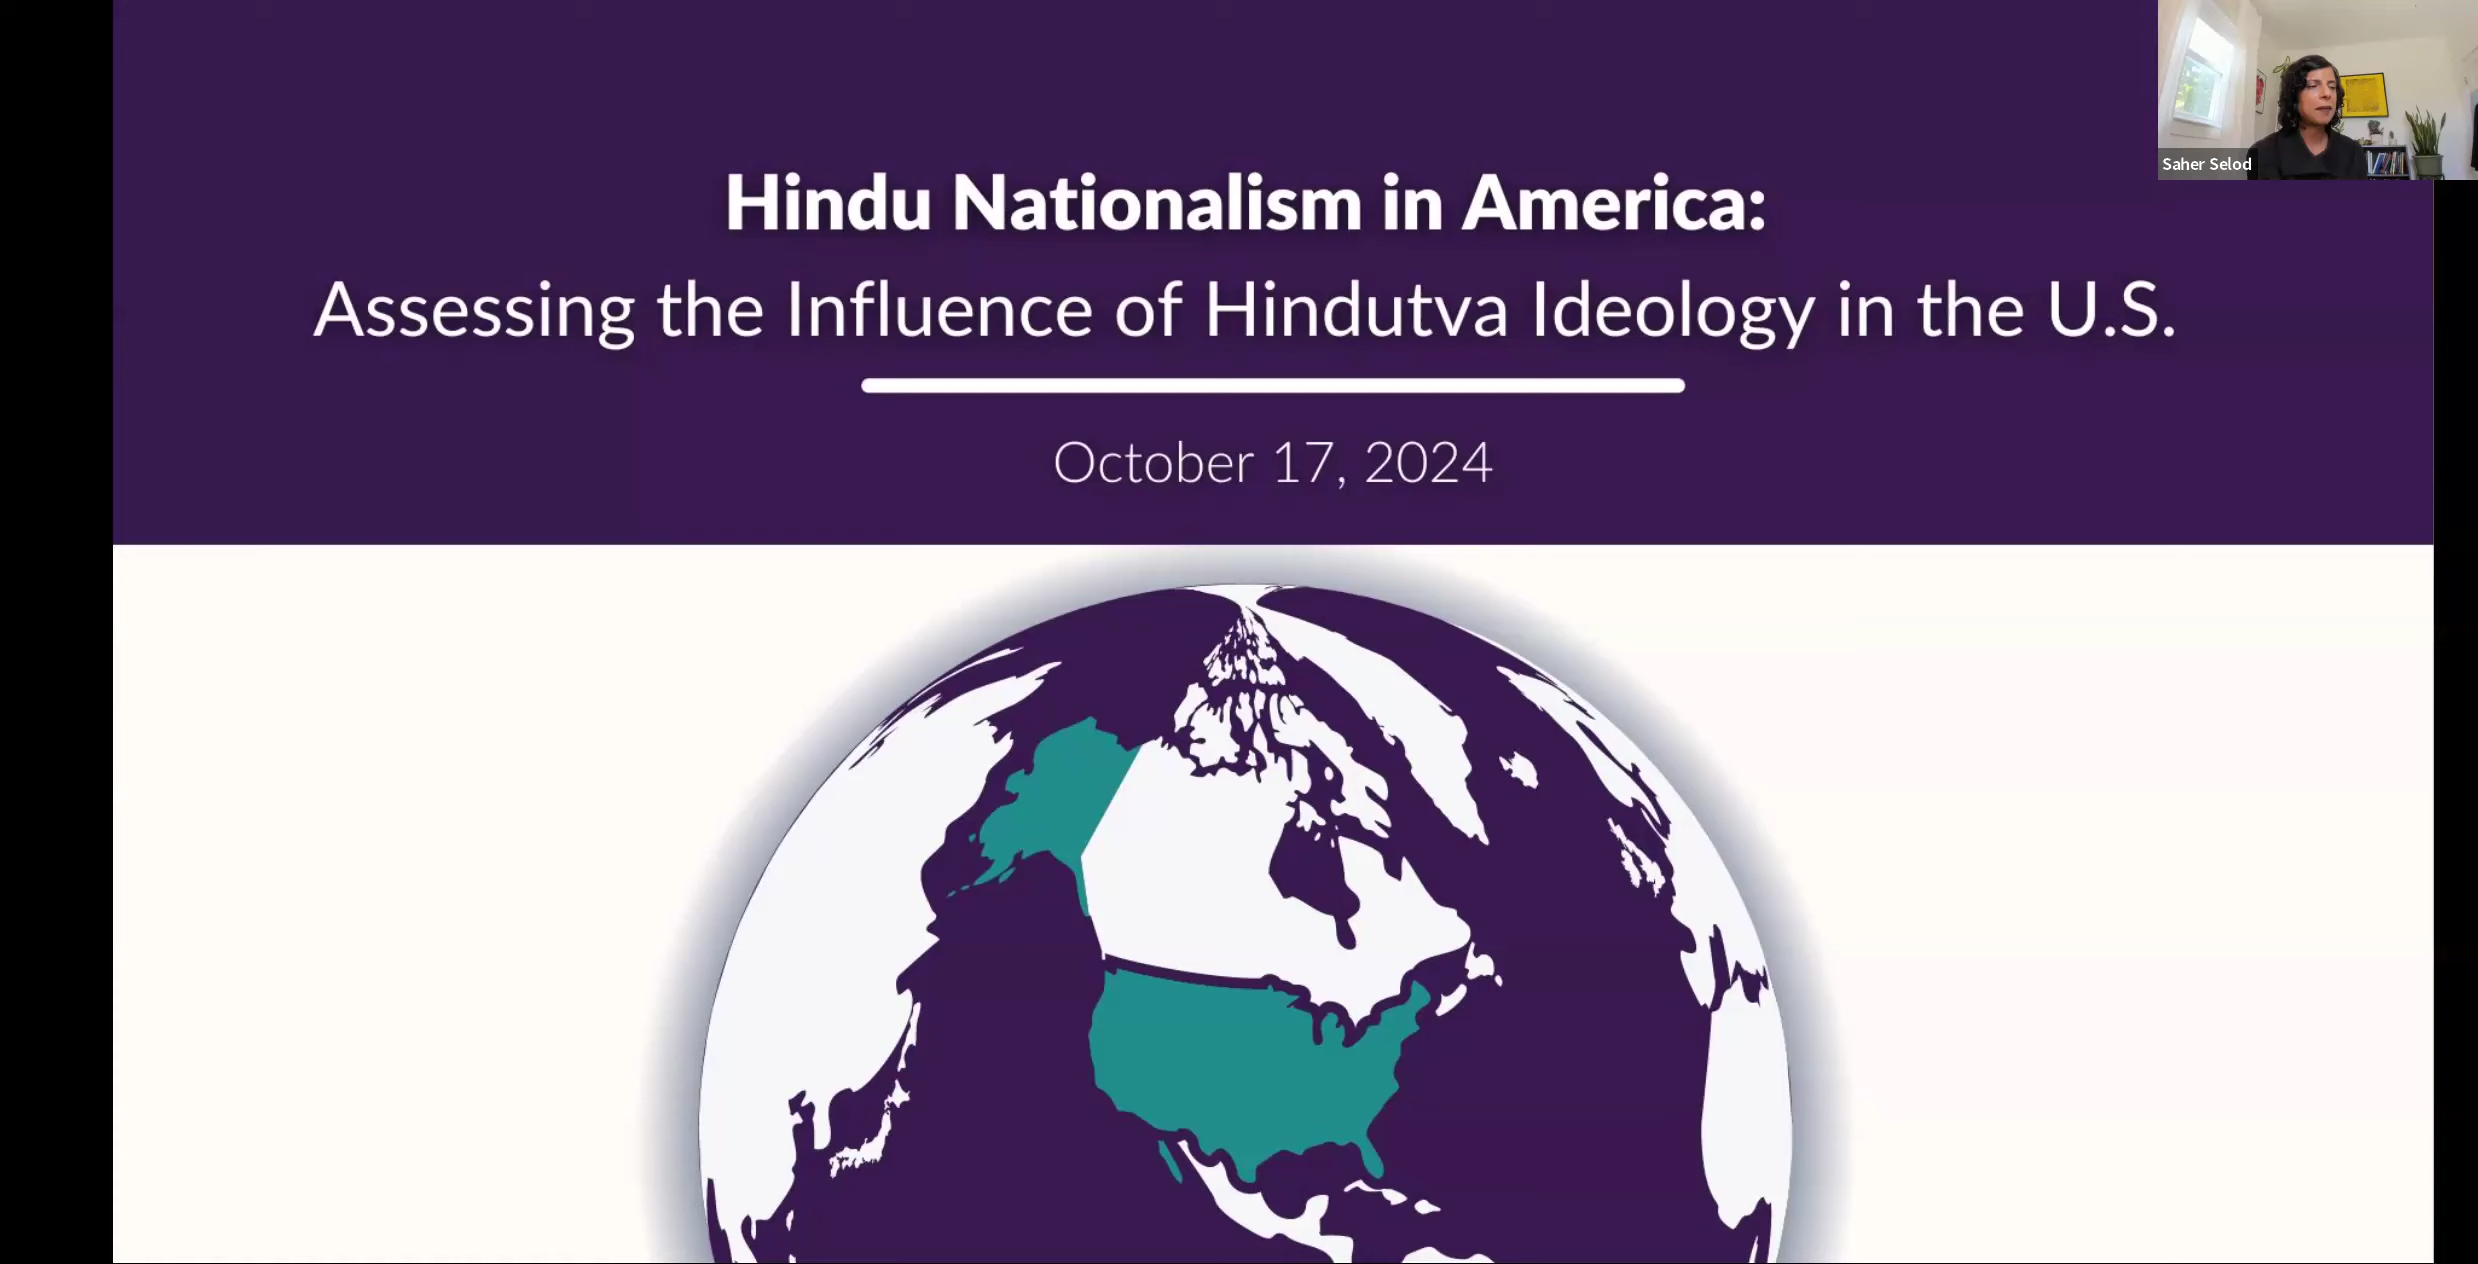 Hindu Nationalism in America:
Assessing the Influence of Hindutva Ideology in the U.S.
October 17, 2024
Saher Selod